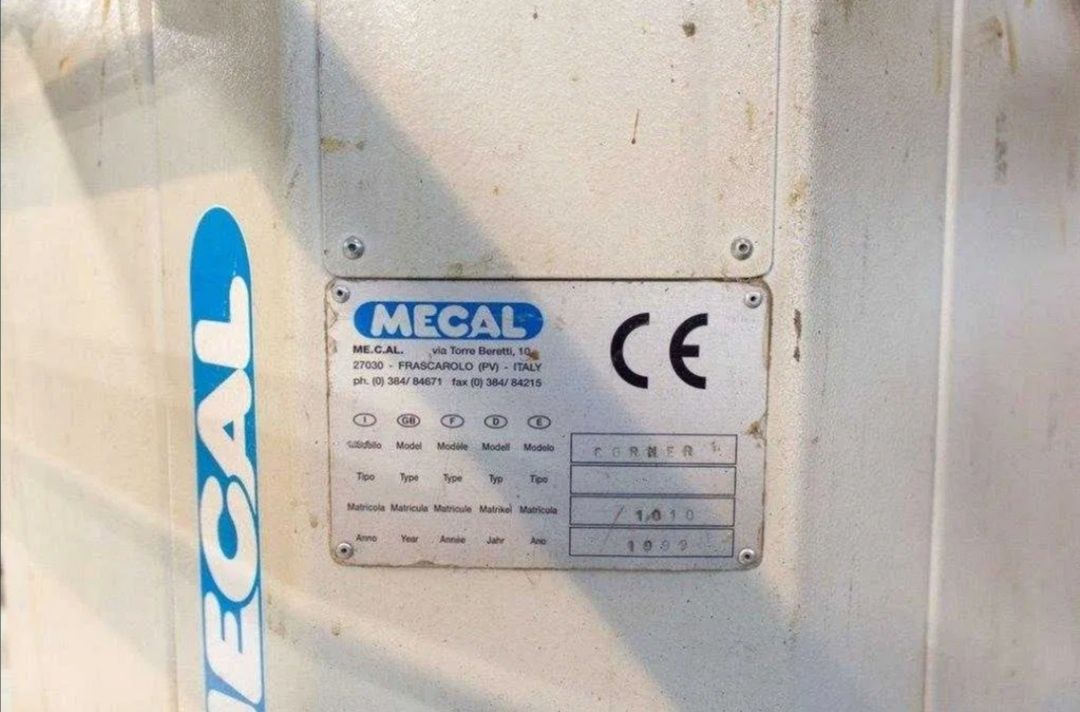 MECAL
MECAL
ME.C.AL. via Torre Beretti, 10
27030 - FRASCAROLO (PV) - ITALY
ph. (0) 384/ 84671 fax (0) 384/ 84215
CE
I GB F D E
Modello Model Modèle Modell Modelo CORNER 1
Tipo Type Type Typ Tipo
Matricola Matricula Matricule Matrikel Matricula 1010
Anno Year Année Jahr Ano